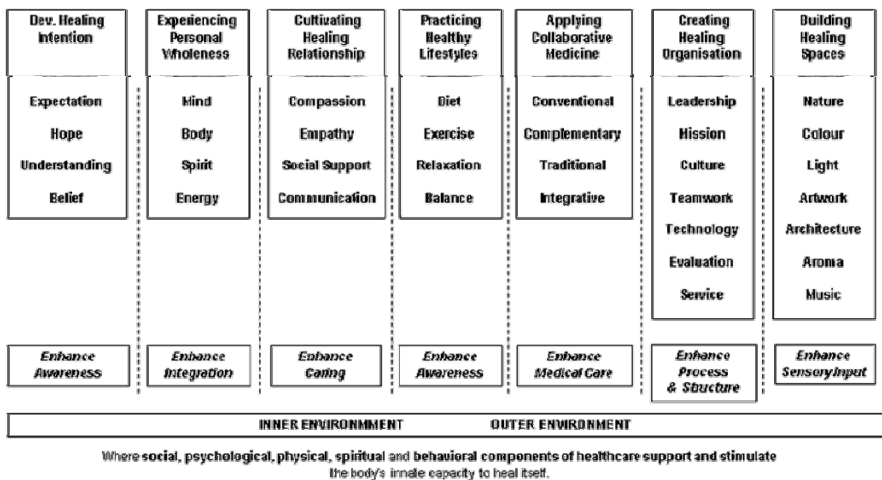 Dev. Healing
Intention
Expectation
Hope
Understanding
Belief
Enhance
Awareness
Experiencing
Personal
Wholeness
Mind
Body
Spirit
Energy
Enhance
Integration
Cultivating
Healing
Relationship
Compassion
Empathy
Social Support
Communication
Enhance
Caring
Practicing
Healthy
Lifestyles
Diet
Exercise
Relaxation
Balance
Enhance
Awareness
Applying
Collaborative
Medicine
Conventional
Complementary
Traditional
Integrative
Enhance
Medical Care
Creating
Healing
Organisation
Leadership
Mission
Culture
Teamwork
Technology
Evaluation
Service
Enhance
Process
& Structure
Building
Healing
Spaces
Nature
Colour
Light
Artwork
Architecture
Aroma
Music
Enhance
Sensory Input
INNER ENVIRONMMENT OUTER ENVIRONMENT
Where social, psychological, physical, spiritual and behavioral components of healthcare support and stimulate
the body's innate capacity to heal itself.